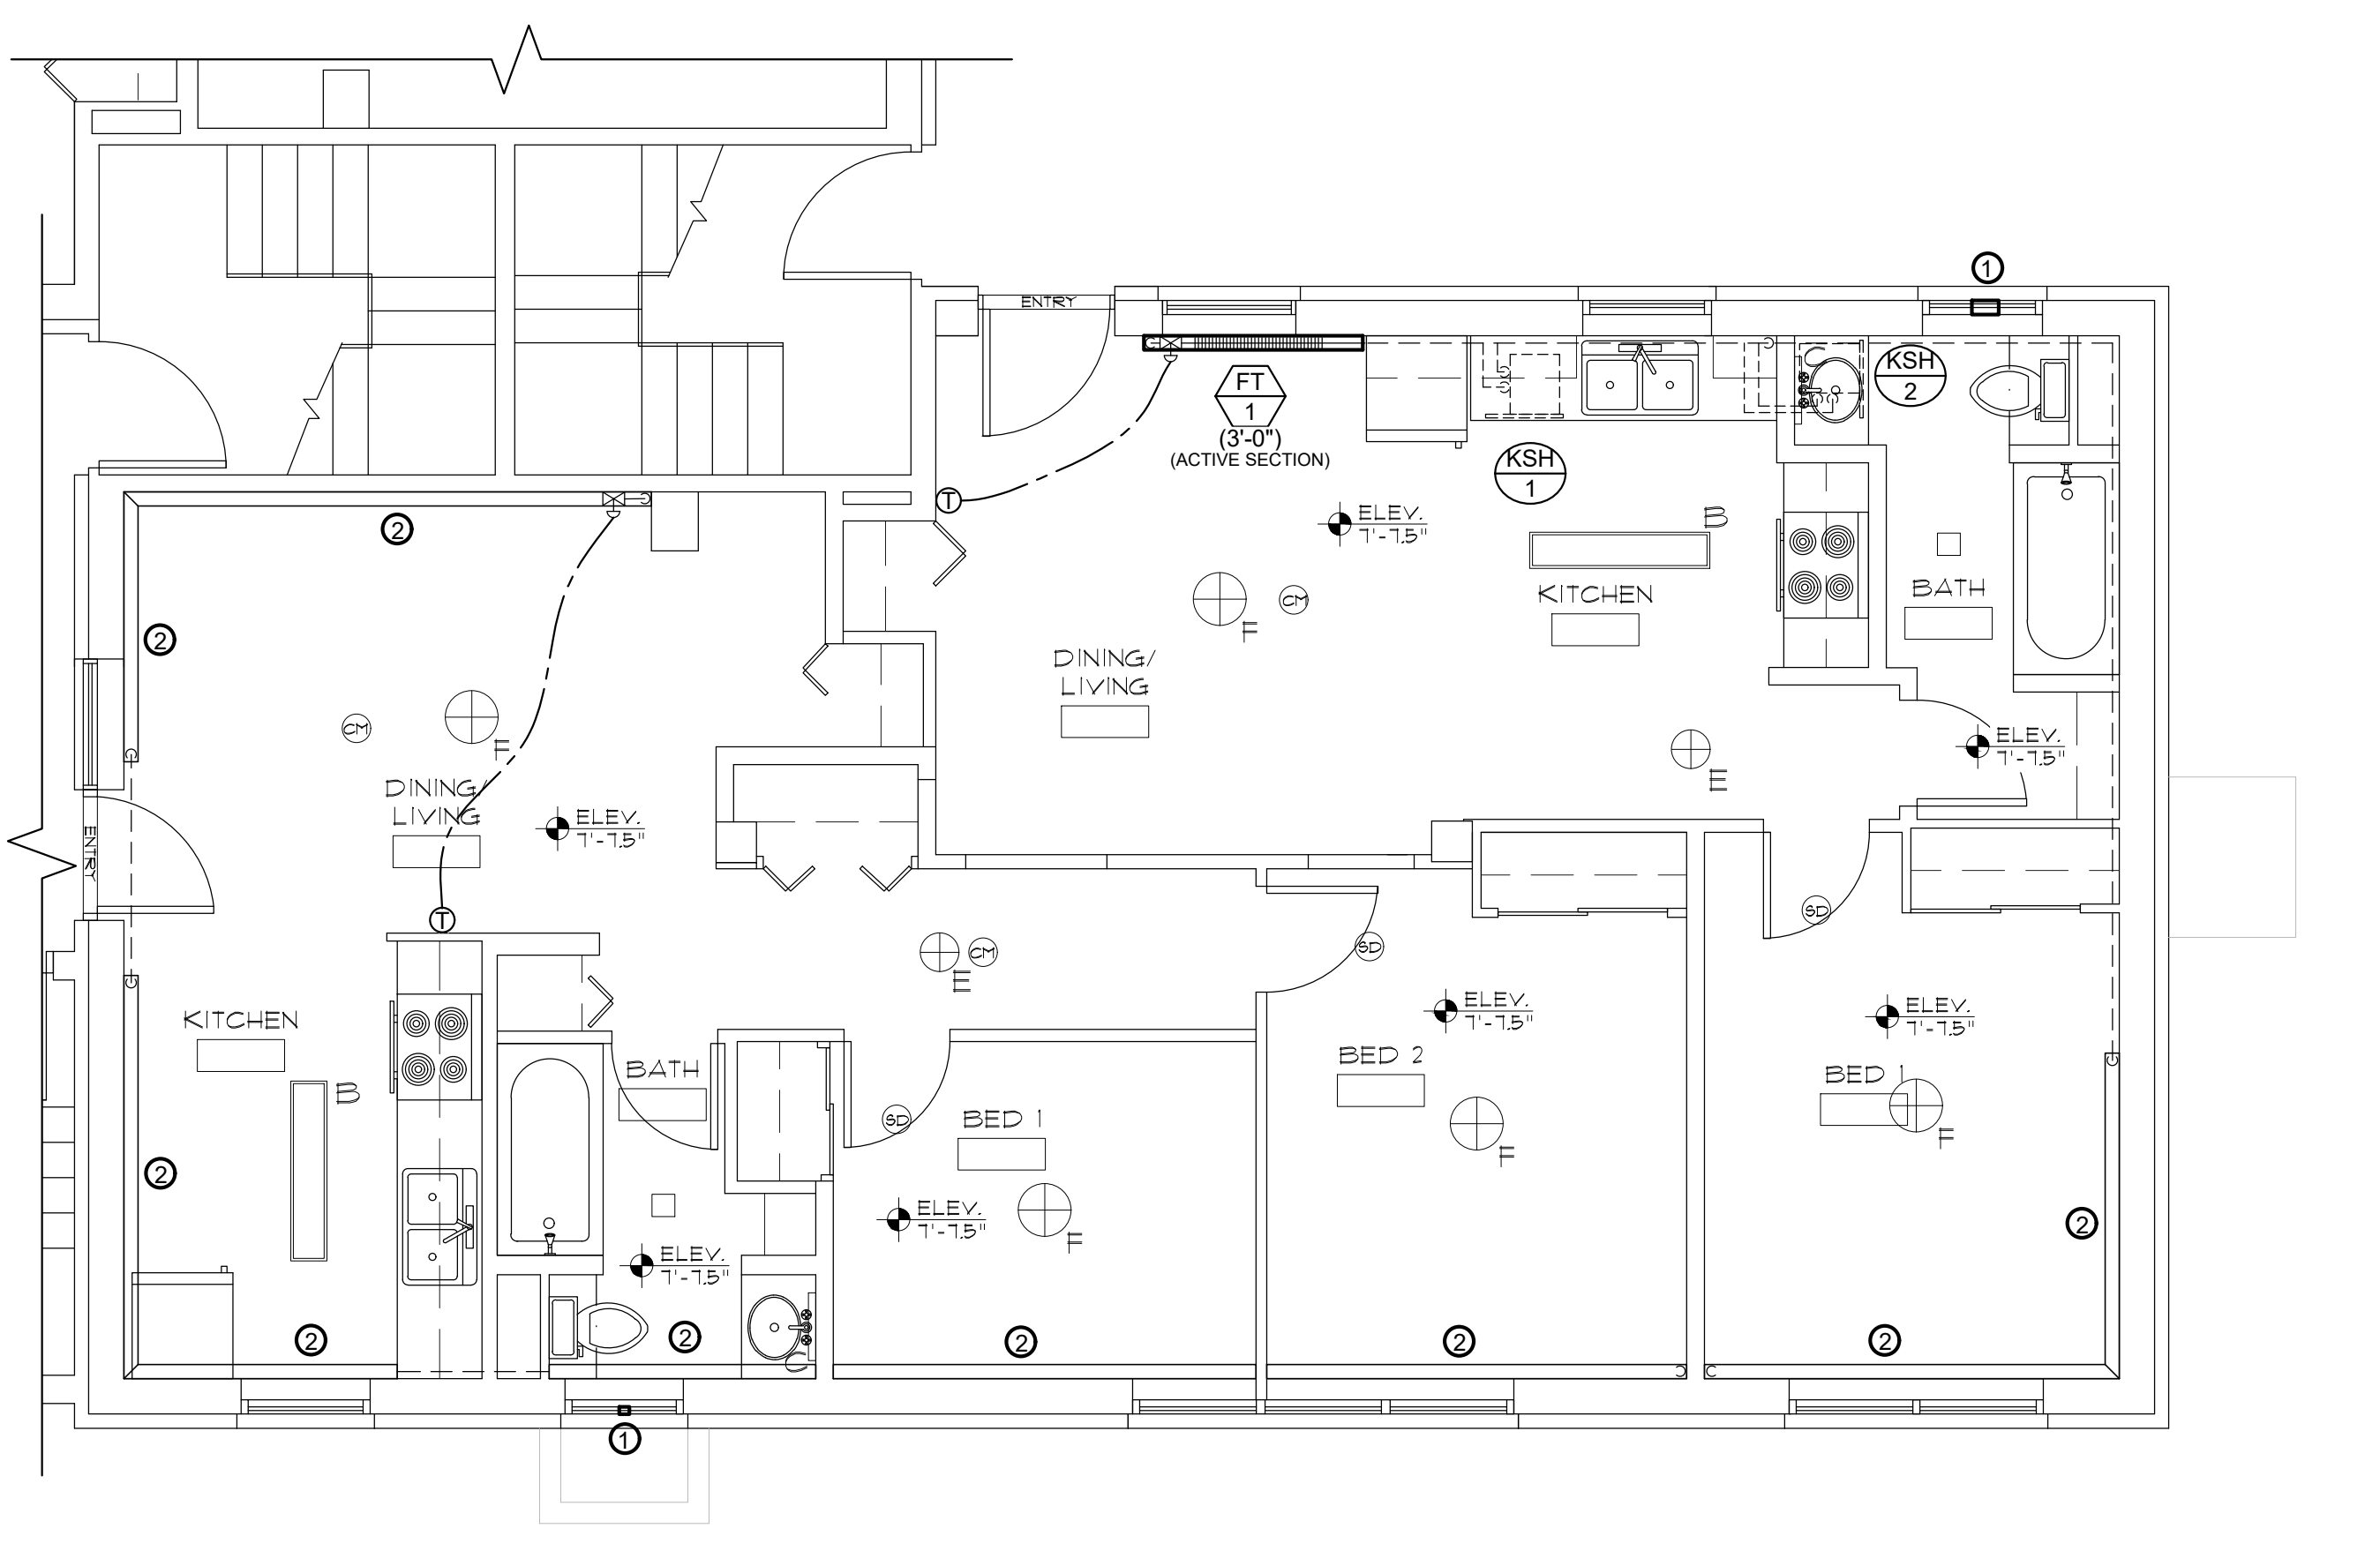 1
ENTRY
KSH
2
FT
1
(3'-0")
(ACTIVE SECTION)
KSH
1
C
T
2
B
ELEV.
7'-7.5"
F
CM
KITCHEN
BATH
2
DINING/
LIVING
CM
F
E
ELEV.
7'-7.5"
DINING/
LIVING
ELEV.
7'-7.5"
ENTRY
T
SD
SD
E
CM
ELEV.
7'-7.5"
ELEV.
7'-7.5"
KITCHEN
B
BATH
SD
BED 1
BED 2
BED 1
F
F
2
ELEV.
7'-7.5"
F
2
ELEV.
7'-7.5"
2
2
C
2
2
2
1